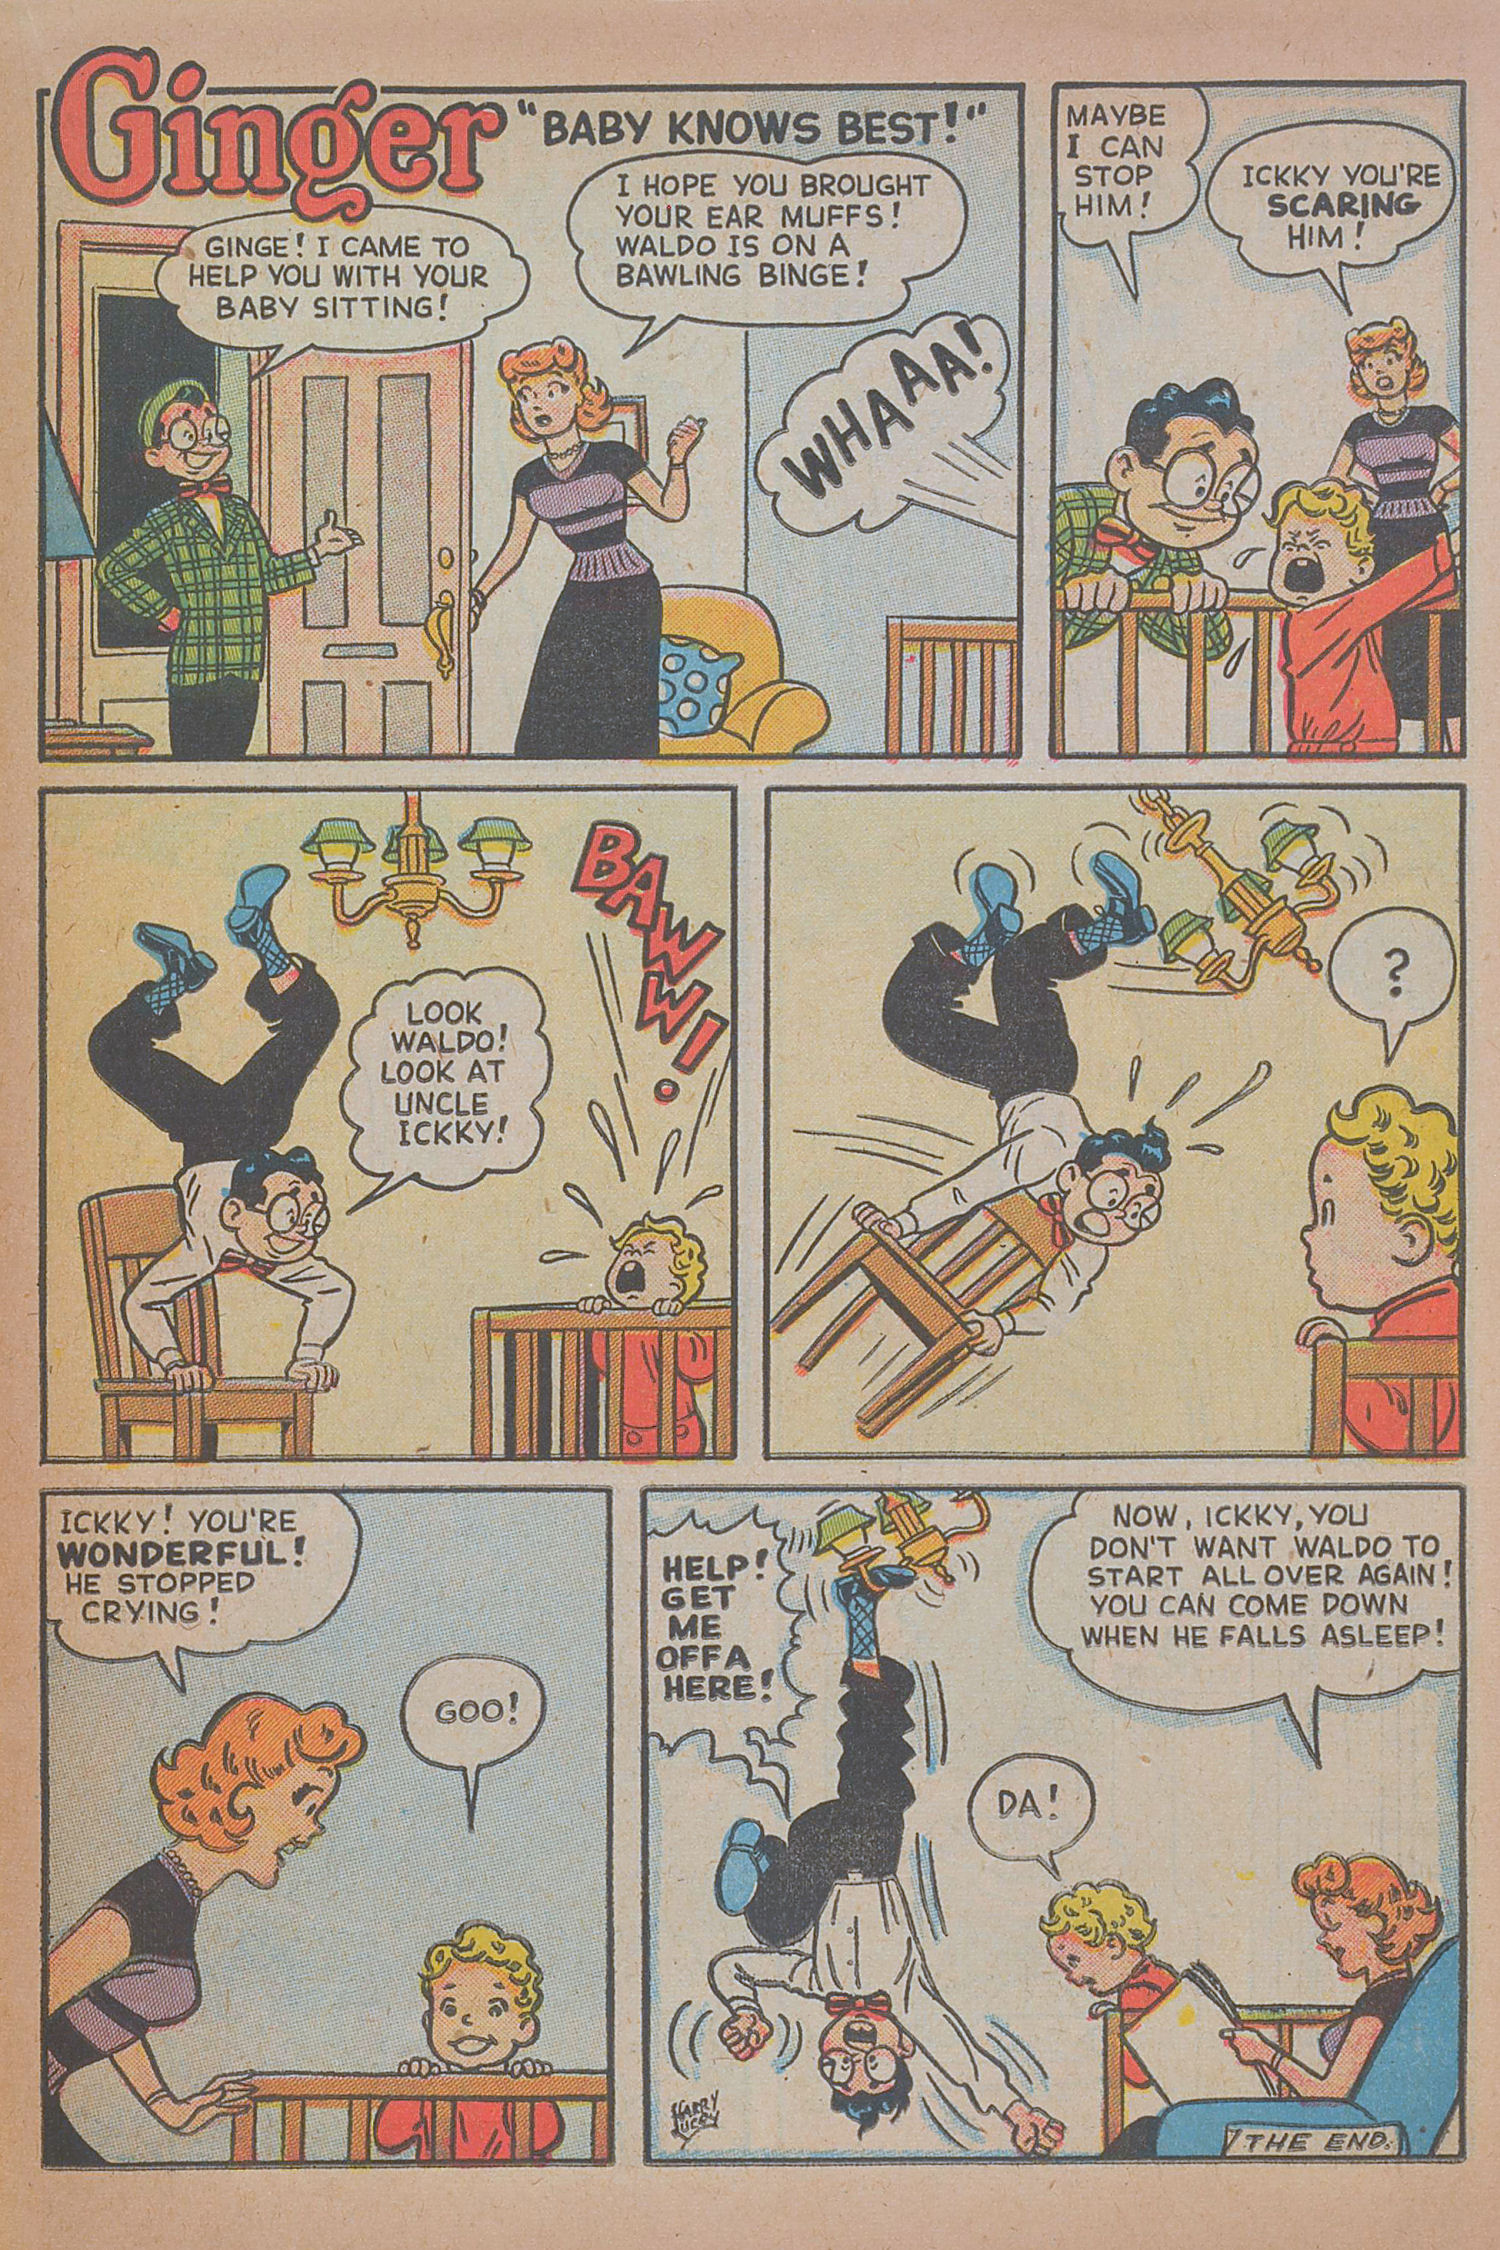 Ginger
"BABY KNOWS BEST!"
GINGE! I CAME TO
HELP YOU WITH YOUR
BABY SITTING!
I HOPE YOU BROUGHT
YOUR EAR MUFFS!
WALDO IS ON A
BAWLING BINGE!
WHAAAA!
MAYBE
I CAN
STOP
HIM!
ICKKY YOU'RE
SCARING
HIM!
LOOK
WALDO!
LOOK AT
UNCLE
ICKKY!
BAWWWW!
?
ICKKY! YOU'RE
WONDERFUL!
HE STOPPED
CRYING!
GOO!
HELP!
GET
ME
OFFA
HERE!
NOW, ICKKY, YOU
DON'T WANT WALDO TO
START ALL OVER AGAIN!
YOU CAN COME DOWN
WHEN HE FALLS ASLEEP!
DA!
HARRY
LUCEY
THE END.